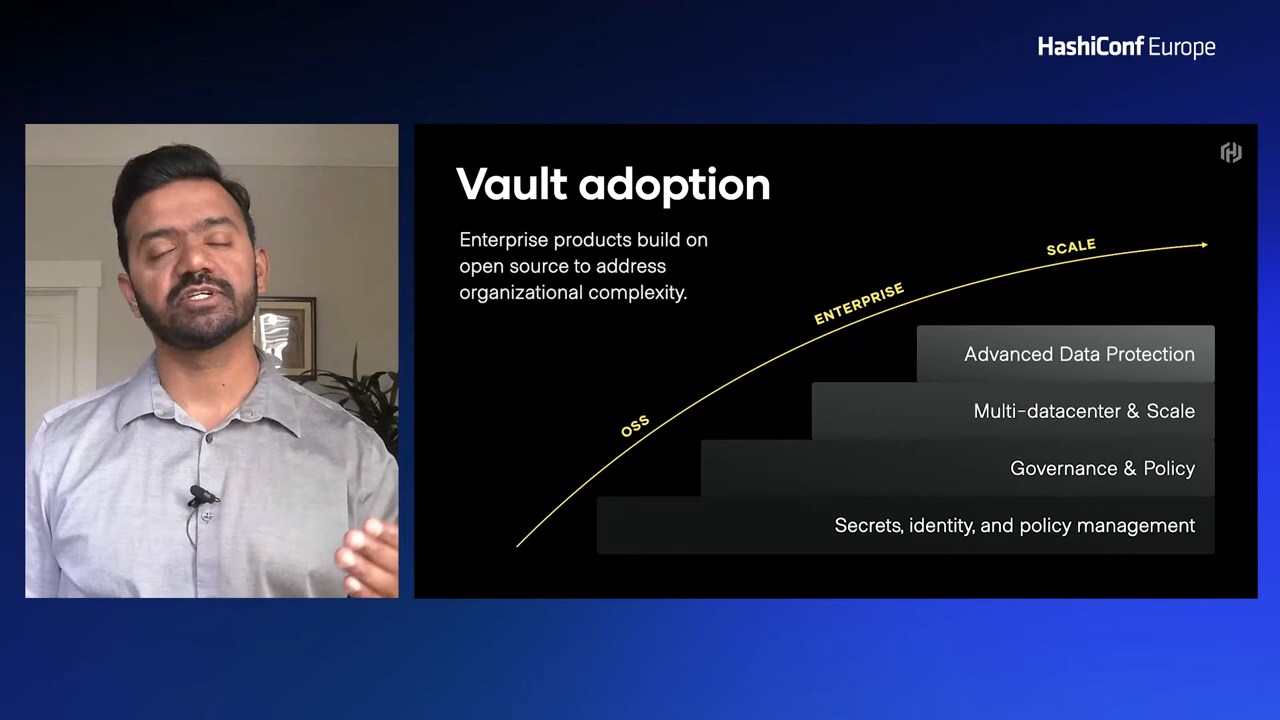 HashiConf Europe
Vault adoption
Enterprise products build on
open source to address
organizational complexity.
SCALE
ENTERPRISE
OSS
Advanced Data Protection
Multi-datacenter & Scale
Governance & Policy
Secrets, identity, and policy management